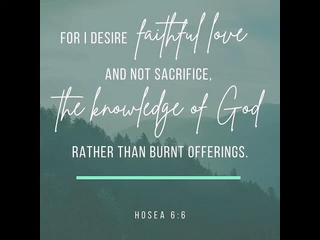 FOR I DESIRE faithful love
AND NOT SACRIFICE,
the knowledge of God
RATHER THAN BURNT OFFERINGS.
HOSEA 6:6